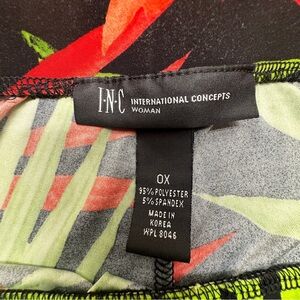 I·N·C INTERNATIONAL CONCEPTS
WOMAN
0X
95% POLYESTER
5% SPANDEX
MADE IN
KOREA
WPL 8046